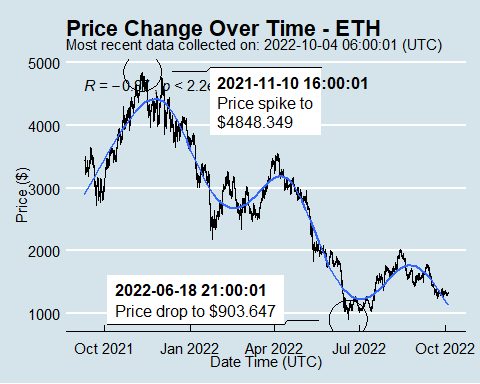 Price Change Over Time - ETH
Most recent data collected on: 2022-10-04 06:00:01 (UTC)
5000
4000
3000
2000
1000
Price ($)
2021-11-10 16:00:01
Price spike to
$4848.349
2022-06-18 21:00:01
Price drop to $903.647
Oct 2021
Jan 2022
Apr 2022
Jul 2022
Oct 2022
Date Time (UTC)